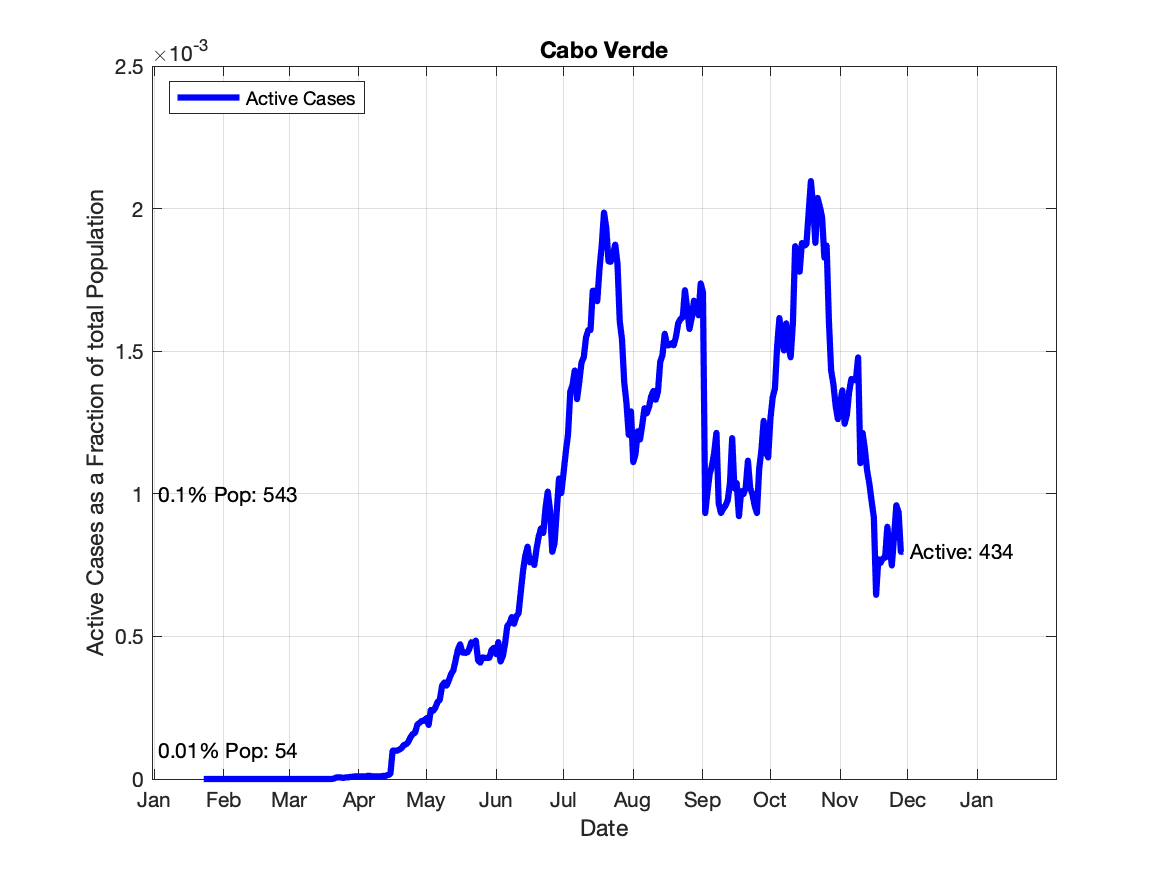 Cabo Verde
×10-3
Active Cases
2.5
2
1.5
1
0.5
0
0.1% Pop: 543
Active: 434
0.01% Pop: 54
Active Cases as a Fraction of total Population
Jan Feb Mar Apr May Jun Jul Aug Sep Oct Nov Dec Jan
Date